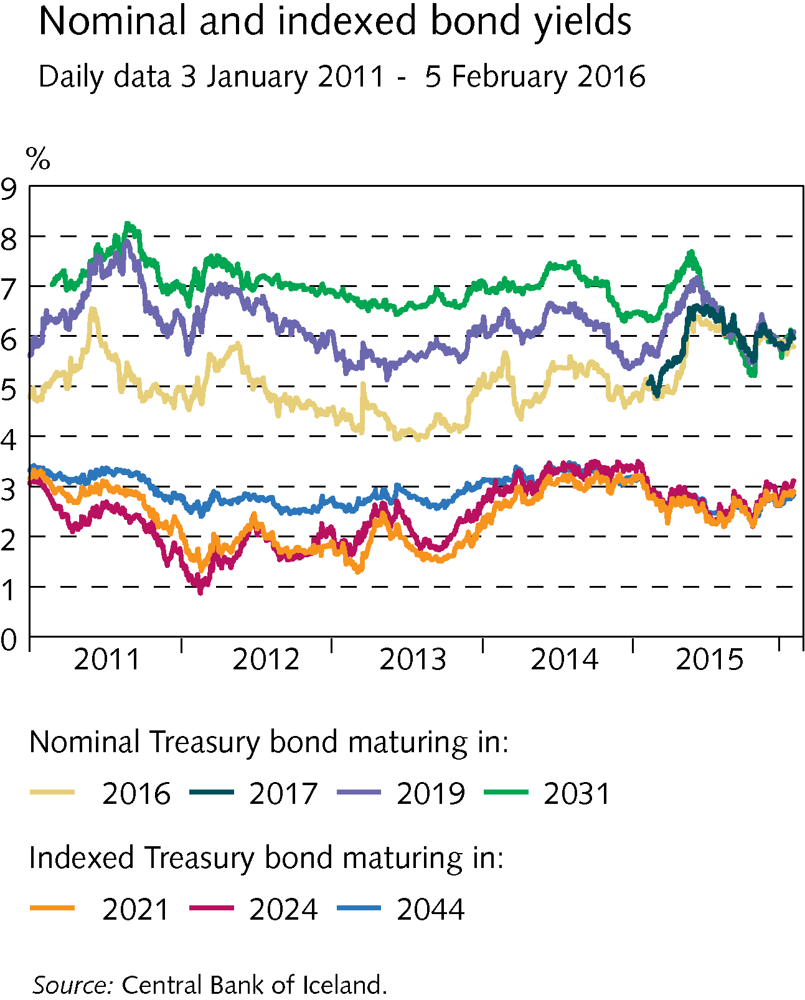 Nominal and indexed bond yields
Daily data 3 January 2011 - 5 February 2016
%
9
8
7
6
5
4
3
2
1
0
2011 2012 2013 2014 2015
Nominal Treasury bond maturing in:
2016 2017 2019 2031
Indexed Treasury bond maturing in:
2021 2024 2044
Source: Central Bank of Iceland.